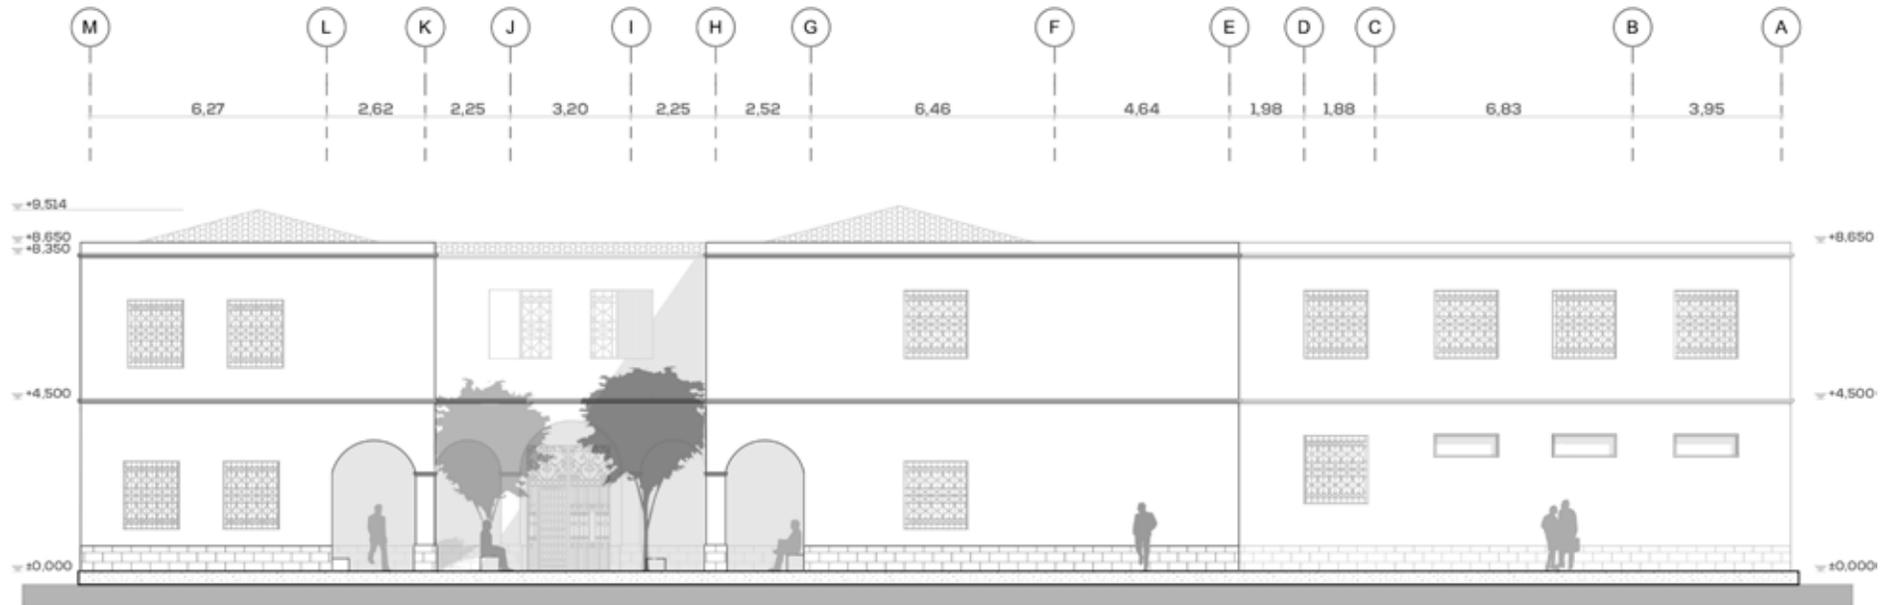 M L K J I H G F E D C B A
6,27 2,62 2,25 3,20 2,25 2,52 6,46 4,64 1,98 1,88 6,83 3,95
+9,514
+8,650 +8,650
+8,350
+4,500 +4,500
±0,000 ±0,000